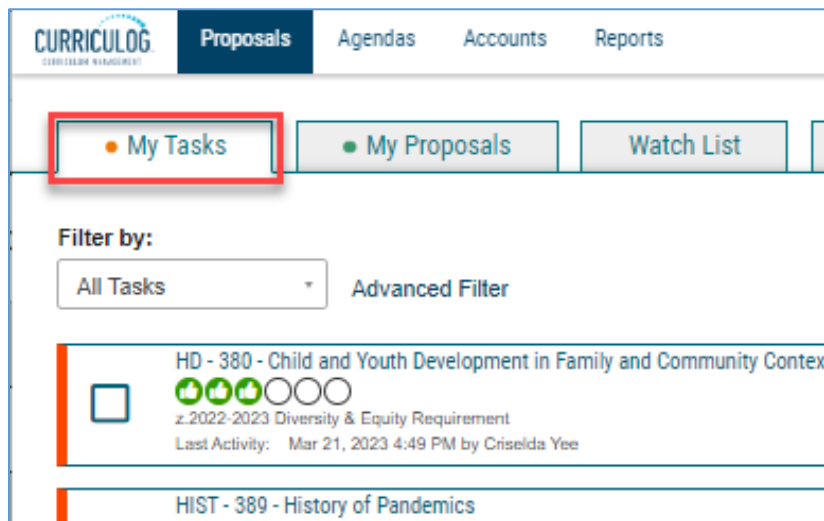 CURRICULOG
CURRICULUM MANAGEMENT
Proposals Agendas Accounts Reports
My Tasks My Proposals Watch List
Filter by:
All Tasks Advanced Filter
HD - 380 - Child and Youth Development in Family and Community Contex
z.2022-2023 Diversity & Equity Requirement
Last Activity: Mar 21, 2023 4:49 PM by Criselda Yee
HIST - 389 - History of Pandemics